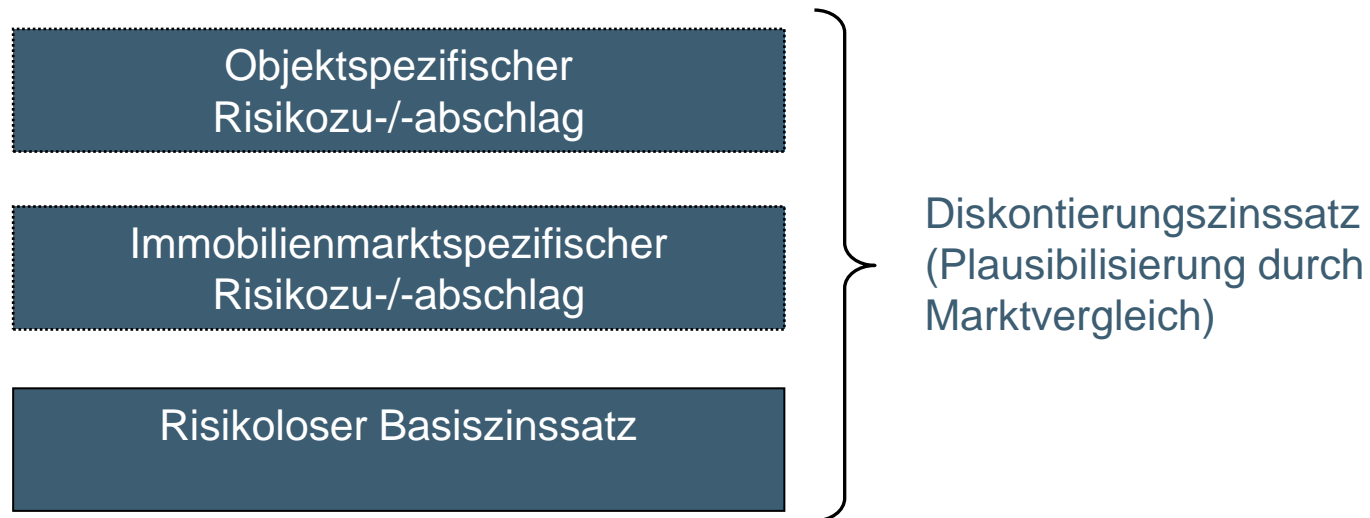 Objektspezifischer
Risikozu-/-abschlag
Immobilienmarktspezifischer
Risikozu-/-abschlag
Risikoloser Basiszinssatz
Diskontierungszinssatz
(Plausibilisierung durch
Marktvergleich)